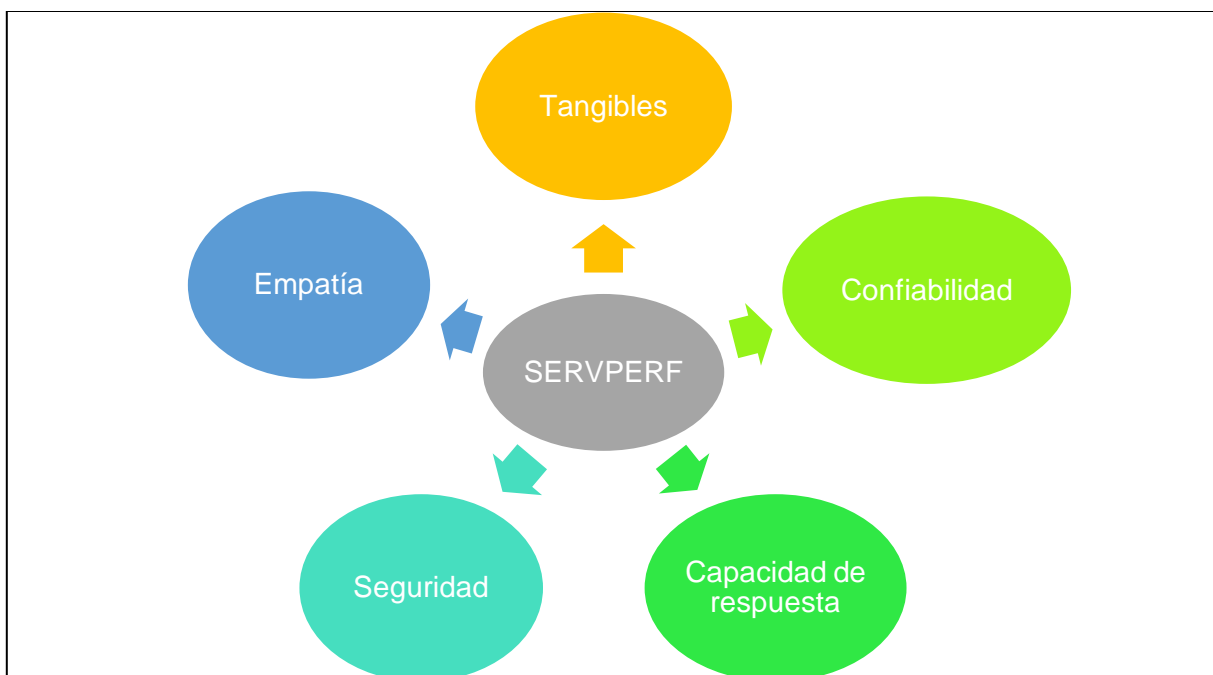 Tangibles
Empatía
Confiabilidad
SERVPERF
Seguridad
Capacidad de
respuesta